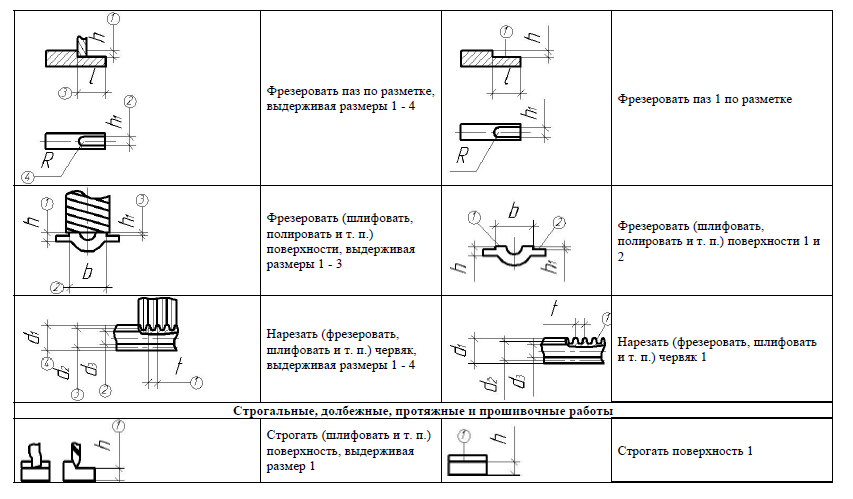 1
h
l
3
2
h1
R
4
Фрезеровать паз по разметке,
выдерживая размеры 1 - 4
1
h
l
h1
R
Фрезеровать паз 1 по разметке
1
3
h
h1
b
2
Фрезеровать (шлифовать,
полировать и т. п.)
поверхности, выдерживая
размеры 1 - 3
1
b
2
h
h1
Фрезеровать (шлифовать,
полировать и т. п.) поверхности 1 и
2
d1
4
d2
d3
t
3
2
1
Нарезать (фрезеровать,
шлифовать и т. п.) червяк,
выдерживая размеры 1 - 4
t
1
d1
d2
d3
Нарезать (фрезеровать, шлифовать
и т. п.) червяк 1
Строгальные, долбежные, протяжные и прошивочные работы
1
h
Строгать (шлифовать и т. п.)
поверхность, выдерживая
размер 1
1
h
Строгать поверхность 1